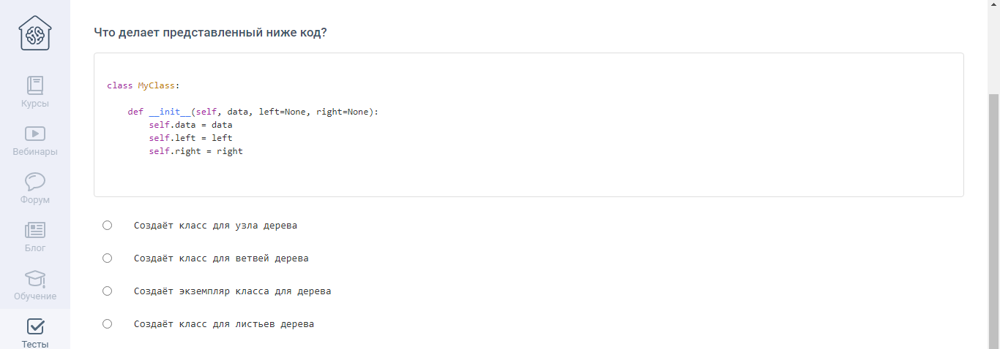 Что делает представленный ниже код?
class MyClass:
def __init__(self, data, left=None, right=None):
self.data = data
self.left = left
self.right = right
Создаёт класс для узла дерева
Создаёт класс для ветвей дерева
Создаёт экземпляр класса для дерева
Создаёт класс для листьев дерева
Курсы
Вебинары
Форум
Блог
Обучение
Тесты